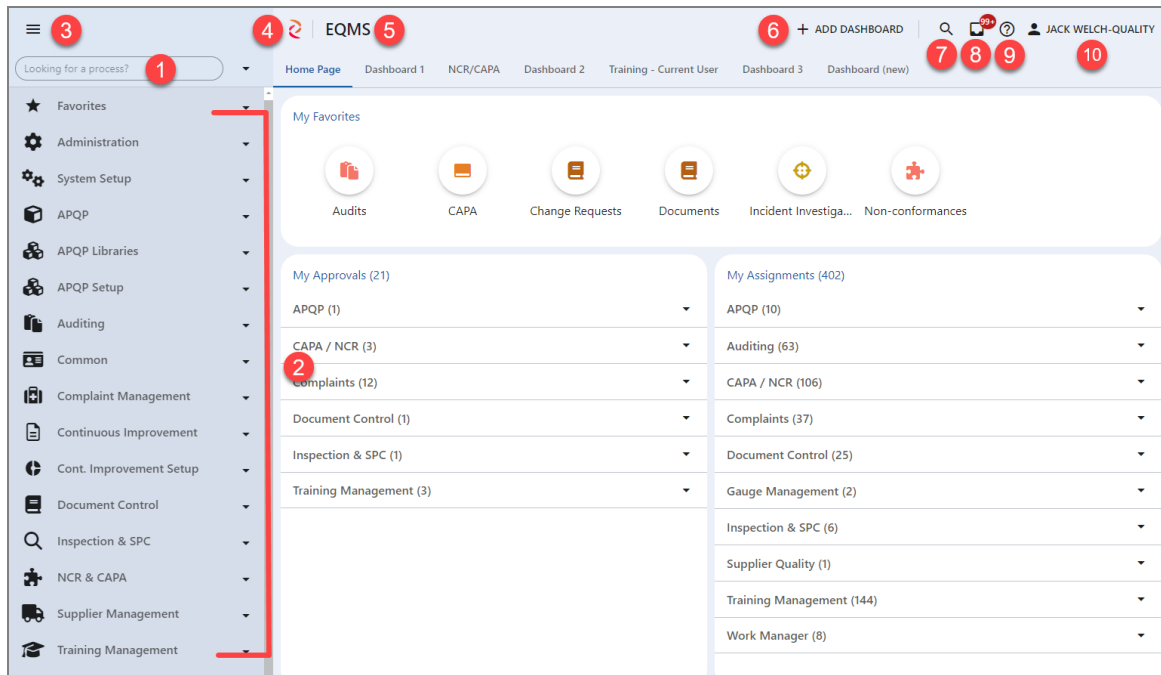 3
4
EQMS
5
6
+ ADD DASHBOARD
99+
JACK WELCH-QUALITY
7
8
9
10
Looking for a process?
1
Home Page
Dashboard 1
NCR/CAPA
Dashboard 2
Training - Current User
Dashboard 3
Dashboard (new)
Favorites
Administration
System Setup
APQP
APQP Libraries
APQP Setup
Auditing
Common
Complaint Management
Continuous Improvement
Cont. Improvement Setup
Document Control
Inspection & SPC
NCR & CAPA
Supplier Management
Training Management
2
My Favorites
Audits
CAPA
Change Requests
Documents
Incident Investiga...
Non-conformances
My Approvals (21)
APQP (1)
CAPA / NCR (3)
Complaints (12)
Document Control (1)
Inspection & SPC (1)
Training Management (3)
My Assignments (402)
APQP (10)
Auditing (63)
CAPA / NCR (106)
Complaints (37)
Document Control (25)
Gauge Management (2)
Inspection & SPC (6)
Supplier Quality (1)
Training Management (144)
Work Manager (8)